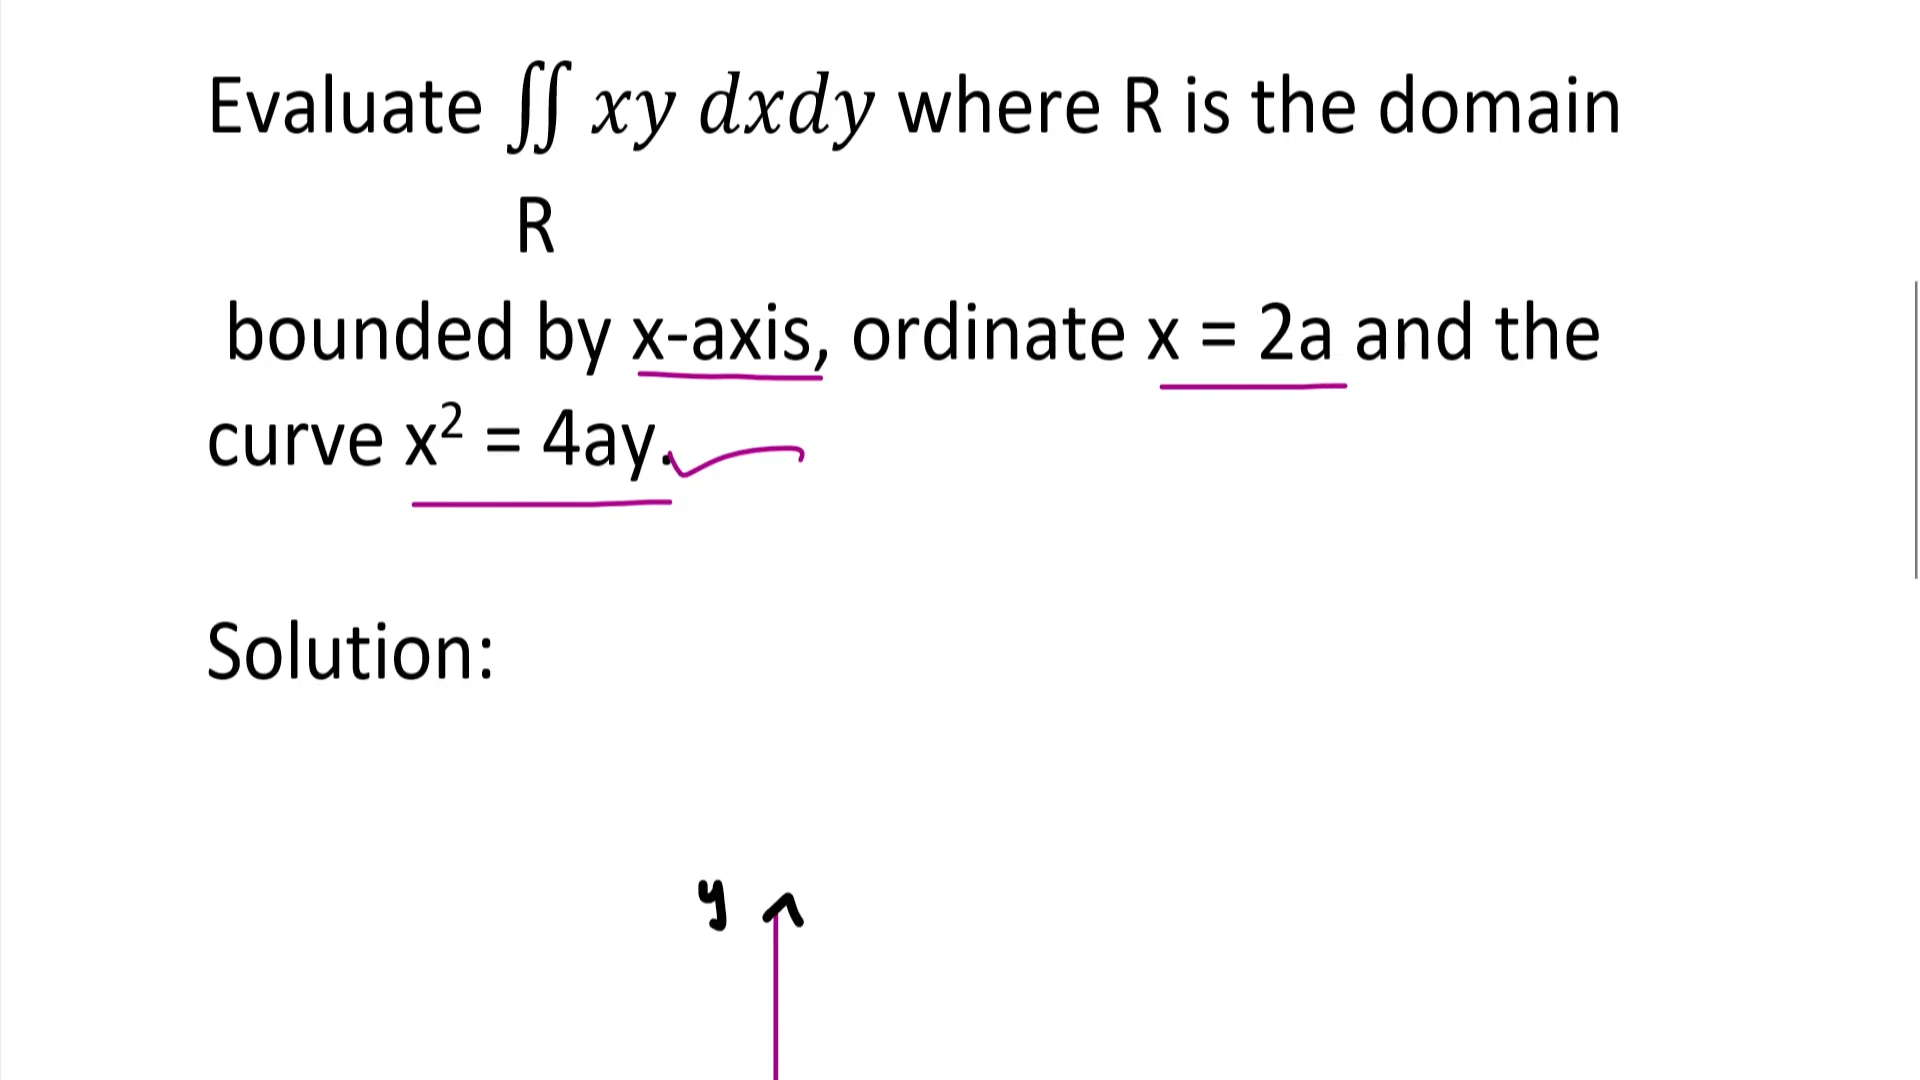 Evaluate ∬ xy dxdy where R is the domain
R
bounded by x-axis, ordinate x = 2a and the
curve x² = 4ay.
Solution:
y